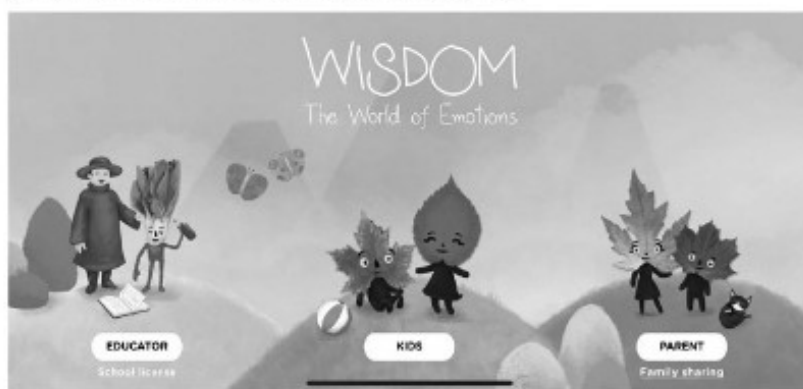 WISDOM
The World of Emotions
EDUCATOR
School license
KIDS
PARENT
Family sharing